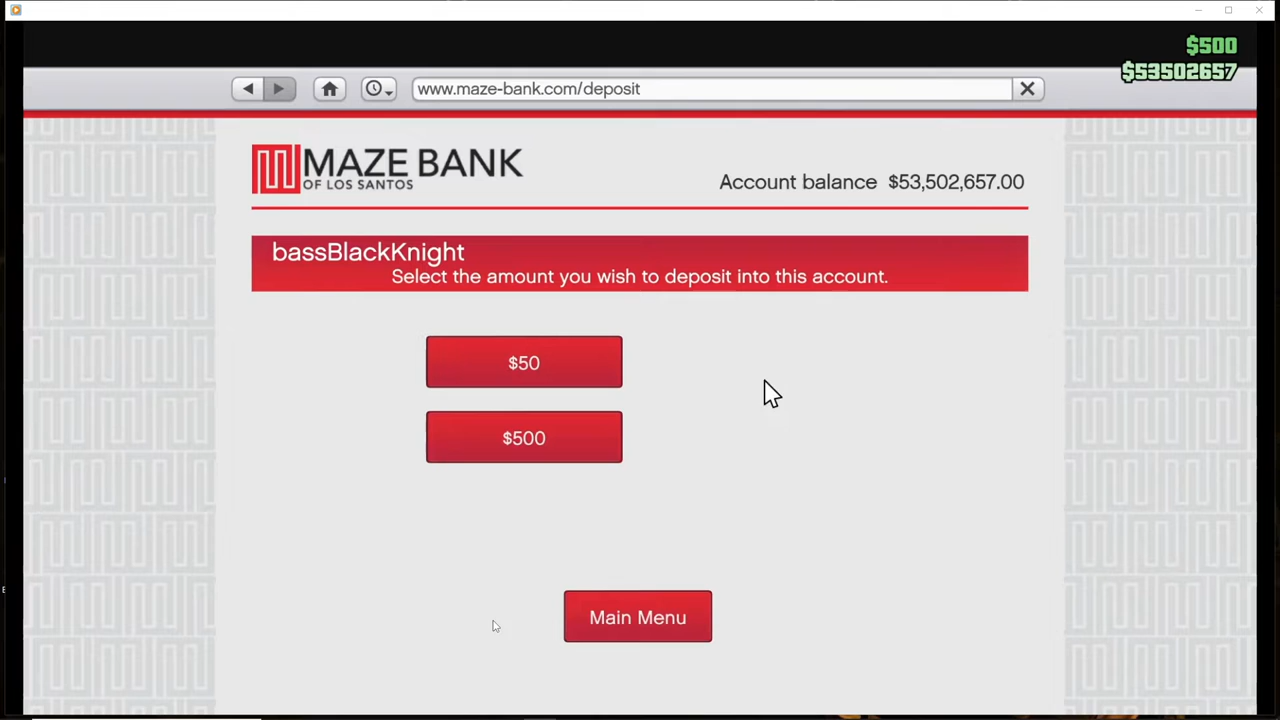 $500
$53502657
www.maze-bank.com/deposit
MAZE BANK
OF LOS SANTOS
Account balance $53,502,657.00
bassBlackKnight
Select the amount you wish to deposit into this account.
$50
$500
Main Menu